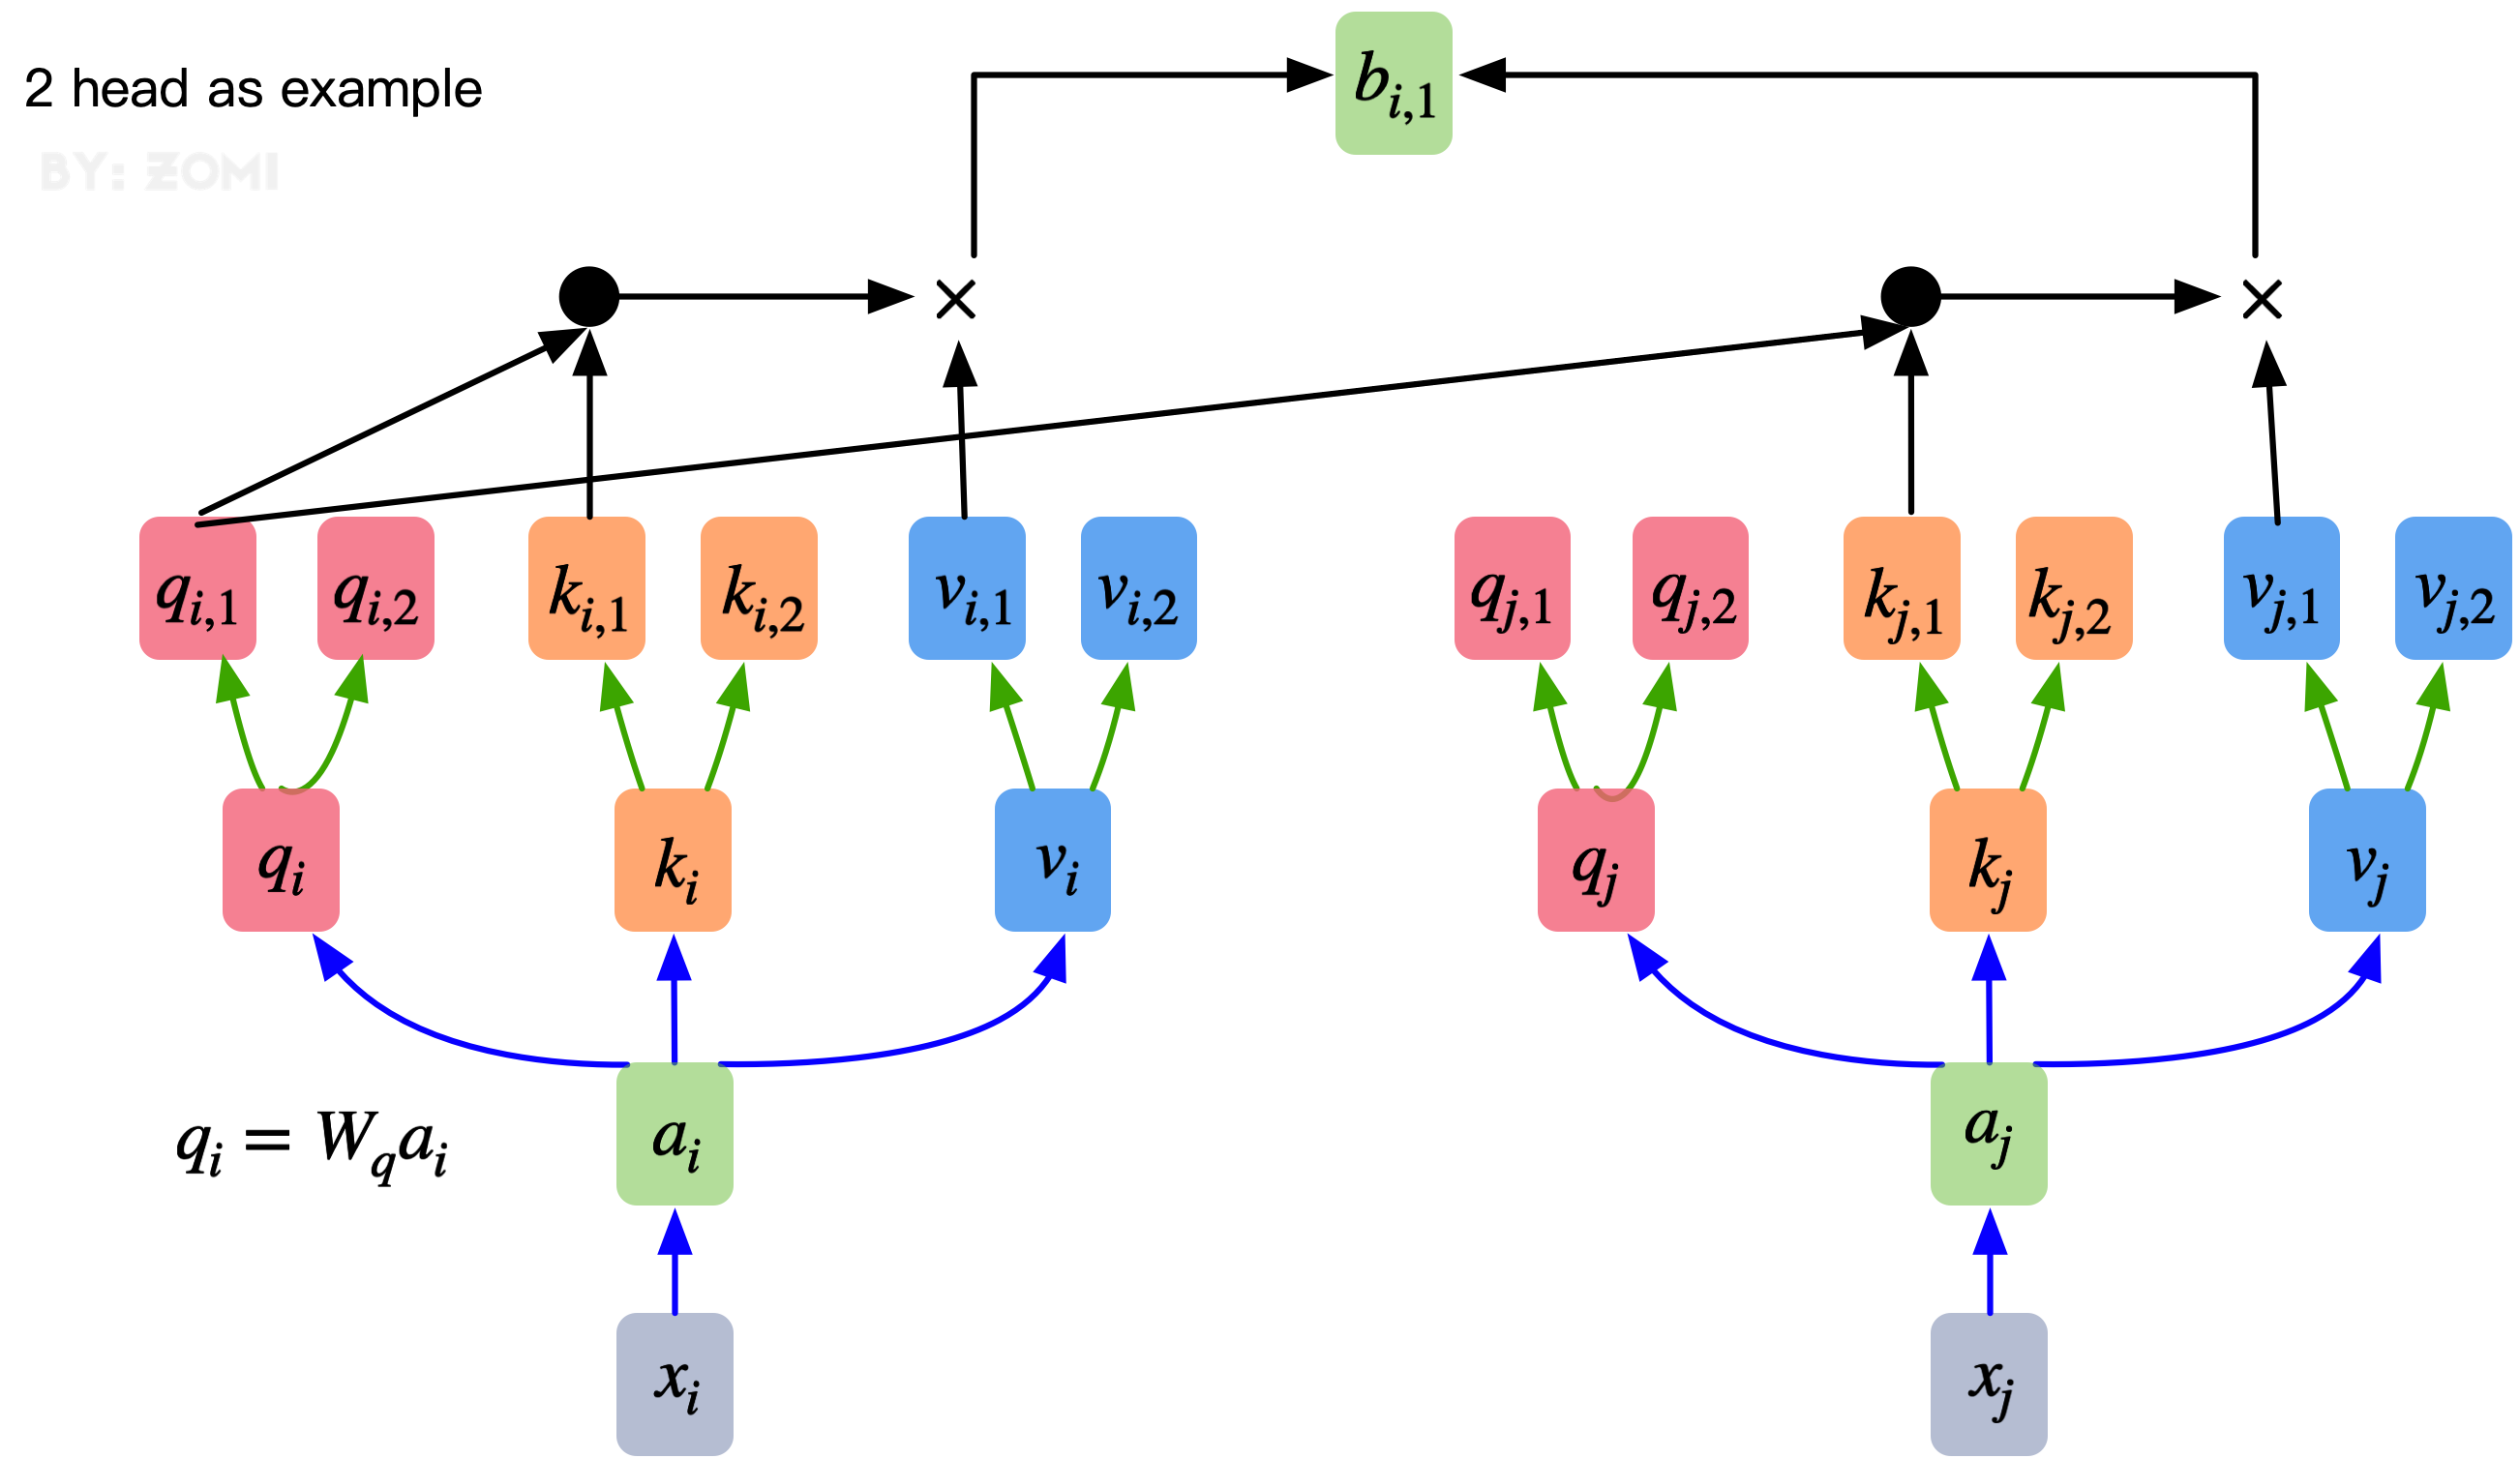 2 head as example
BY: ZOMI
b_{i,1}
q_{i,1} q_{i,2} k_{i,1} k_{i,2} v_{i,1} v_{i,2} q_{j,1} q_{j,2} k_{j,1} k_{j,2} v_{j,1} v_{j,2}
q_i k_i v_i q_j k_j v_j
q_i = W_q a_i a_i a_j
x_i x_j